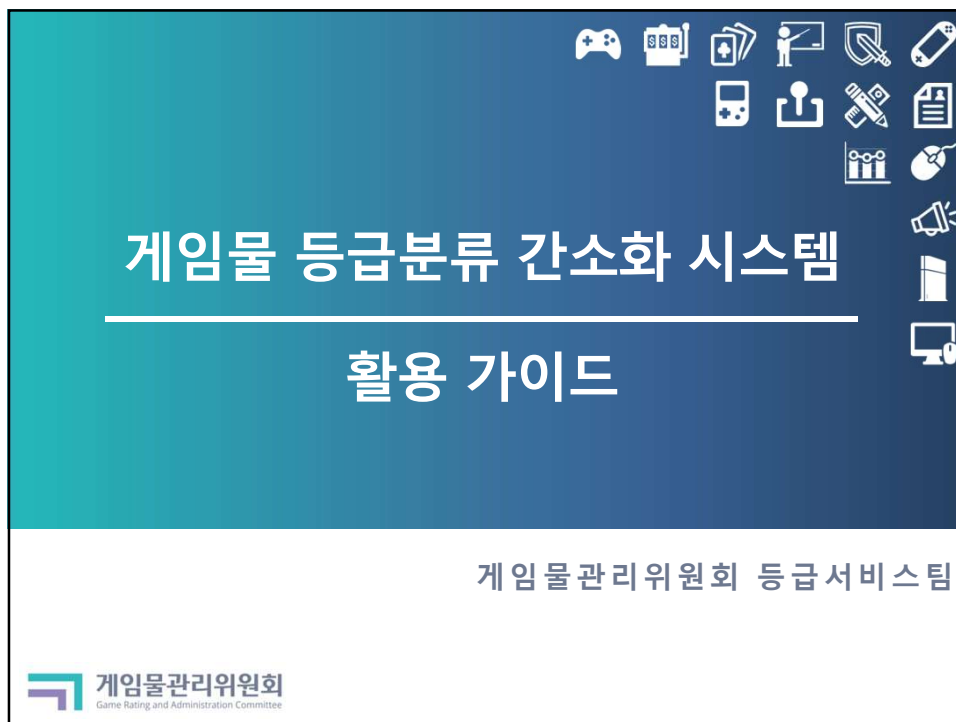 게임물 등급분류 간소화 시스템
활용 가이드
게임물관리위원회 등급서비스팀
게임물관리위원회
Game Rating and Administration Committee